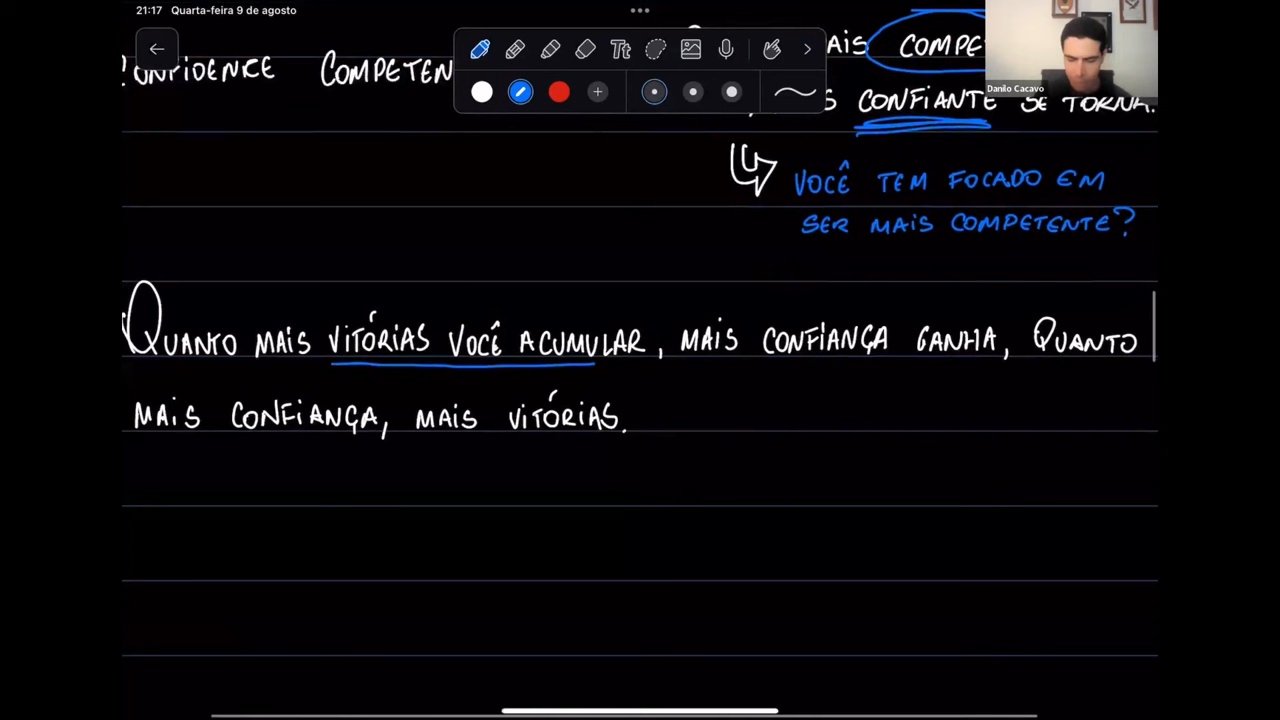 21:17 Quarta-feira 9 de agosto
AIS COMPE
CONFIDENCE COMPETEN
Tt
Danilo Cacavo
S CONFIANTE SE TORNA.
VOCÊ TEM FOCADO EM
SER MAIS COMPETENTE?
QUANTO MAIS VITÓRIAS VOCÊ ACUMULAR, MAIS CONFIANÇA GANHA, QUANTO
MAIS CONFIANÇA, MAIS VITÓRIAS.